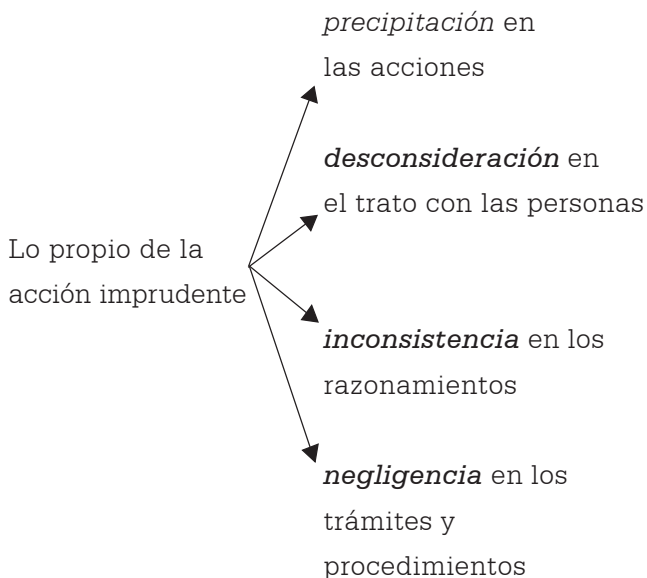 precipitación en
las acciones
desconsideración en
el trato con las personas
Lo propio de la
acción imprudente
inconsistencia en los
razonamientos
negligencia en los
trámites y
procedimientos